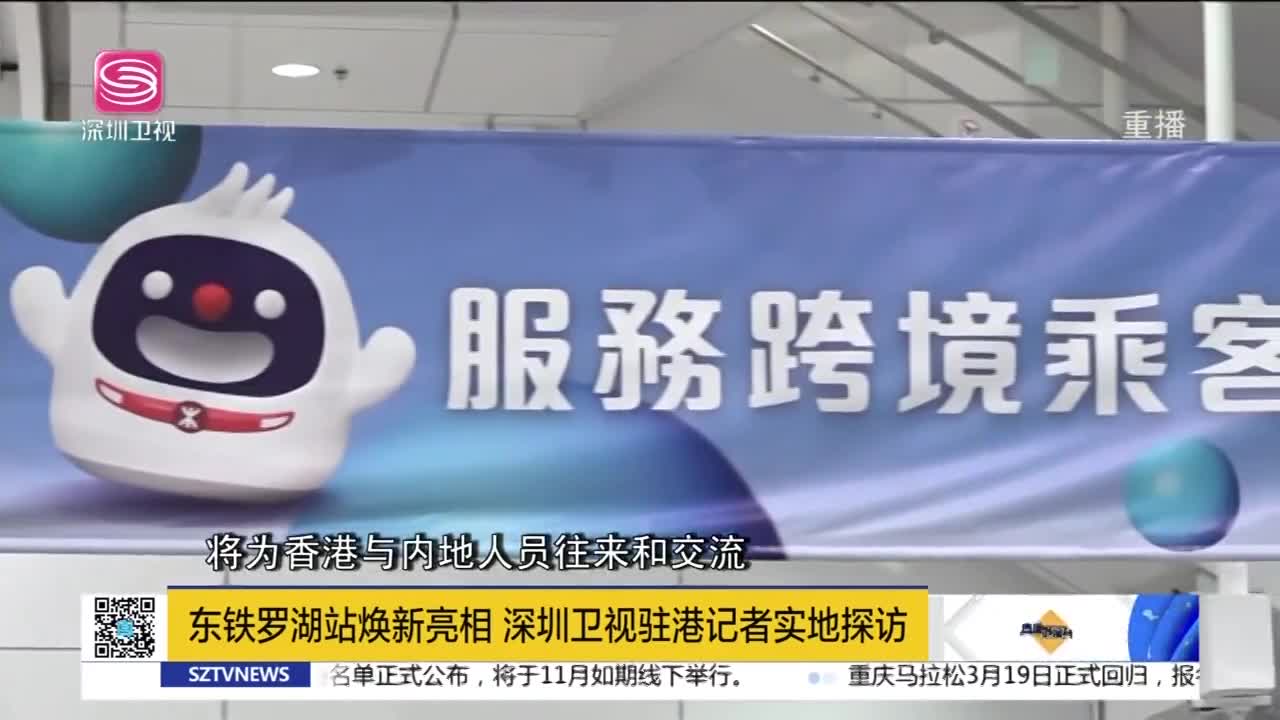 深圳卫视
重播
服務跨境乘客
将为香港与内地人员往来和交流
东铁罗湖站焕新亮相 深圳卫视驻港记者实地探访
SZTVNEWS
名单正式公布，将于11月如期线下举行。 重庆马拉松3月19日正式回归，报